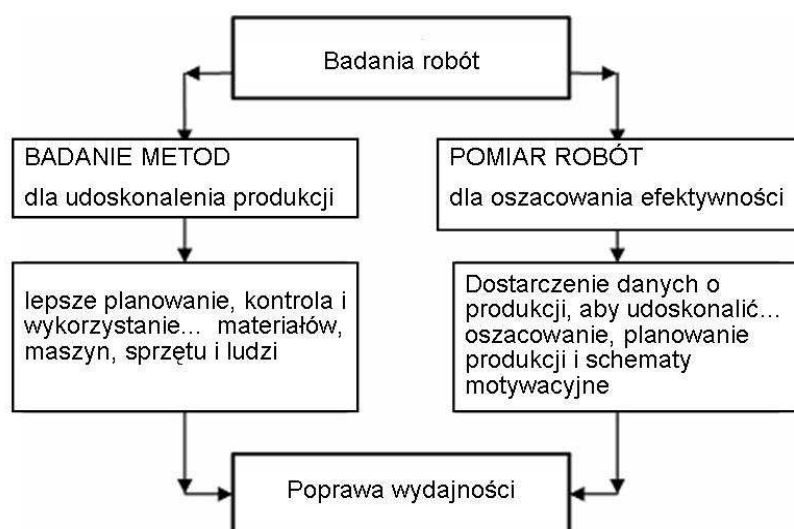 Badania robót
BADANIE METOD
dla udoskonalenia produkcji
POMIAR ROBÓT
dla oszacowania efektywności
lepsze planowanie, kontrola i
wykorzystanie... materiałów,
maszyn, sprzętu i ludzi
Dostarczenie danych o
produkcji, aby udoskonalić...
oszacowanie, planowanie
produkcji i schematy
motywacyjne
Poprawa wydajności